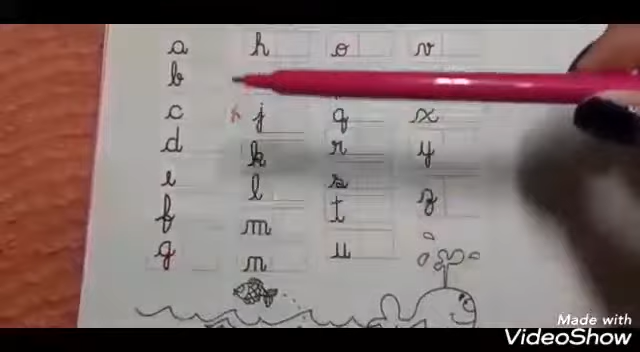 a h o v
b
c j q x
d k r y
e l s z
f m t
g n u
Made with
VideoShow